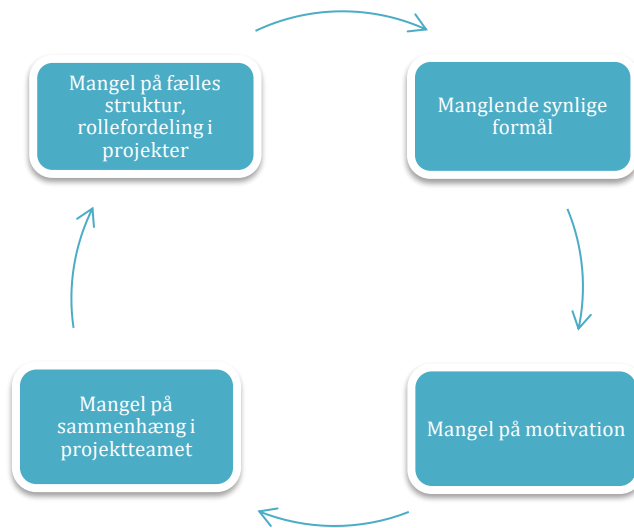 Mangel på fælles
struktur,
rollefordeling i
projekter
Manglende synlige
formål
Mangel på
sammenhæng i
projektteamet
Mangel på motivation